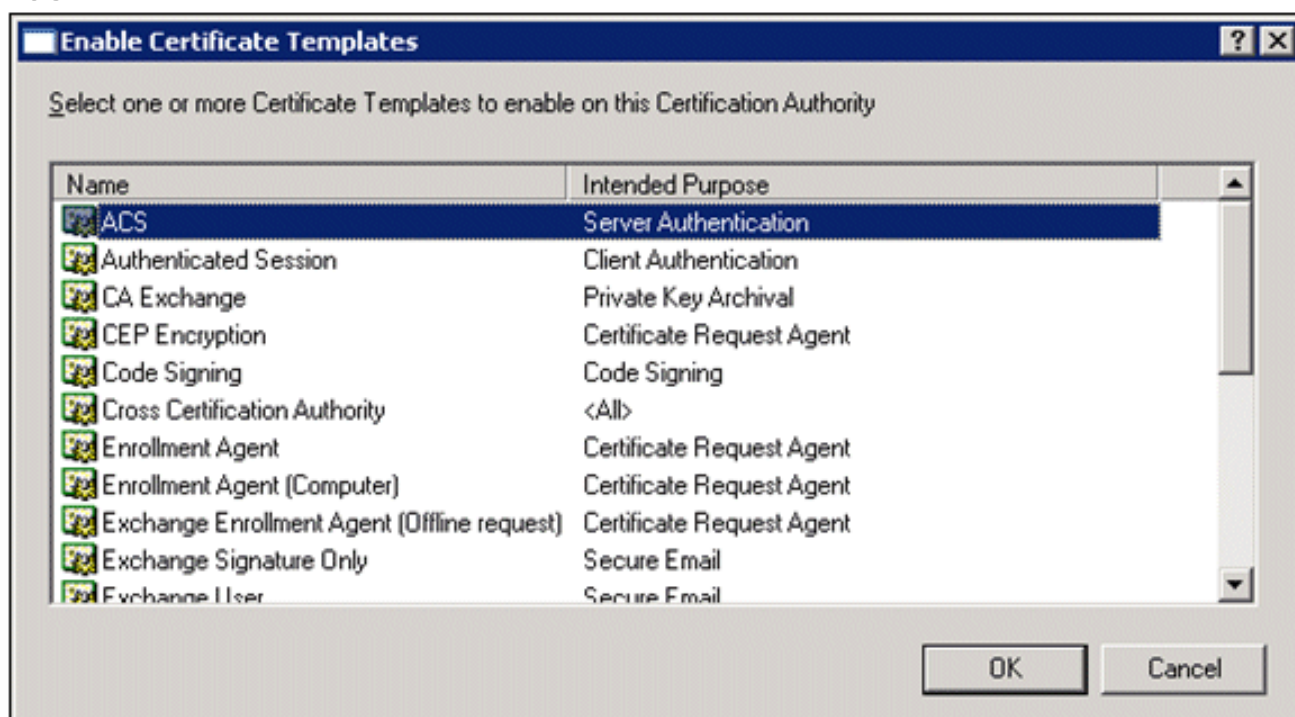 Enable Certificate Templates
Select one or more Certificate Templates to enable on this Certification Authority
Name Intended Purpose
ACS Server Authentication
Authenticated Session Client Authentication
CA Exchange Private Key Archival
CEP Encryption Certificate Request Agent
Code Signing Code Signing
Cross Certification Authority <All>
Enrollment Agent Certificate Request Agent
Enrollment Agent (Computer) Certificate Request Agent
Exchange Enrollment Agent (Offline request) Certificate Request Agent
Exchange Signature Only Secure Email
Exchange User Secure Email
OK Cancel